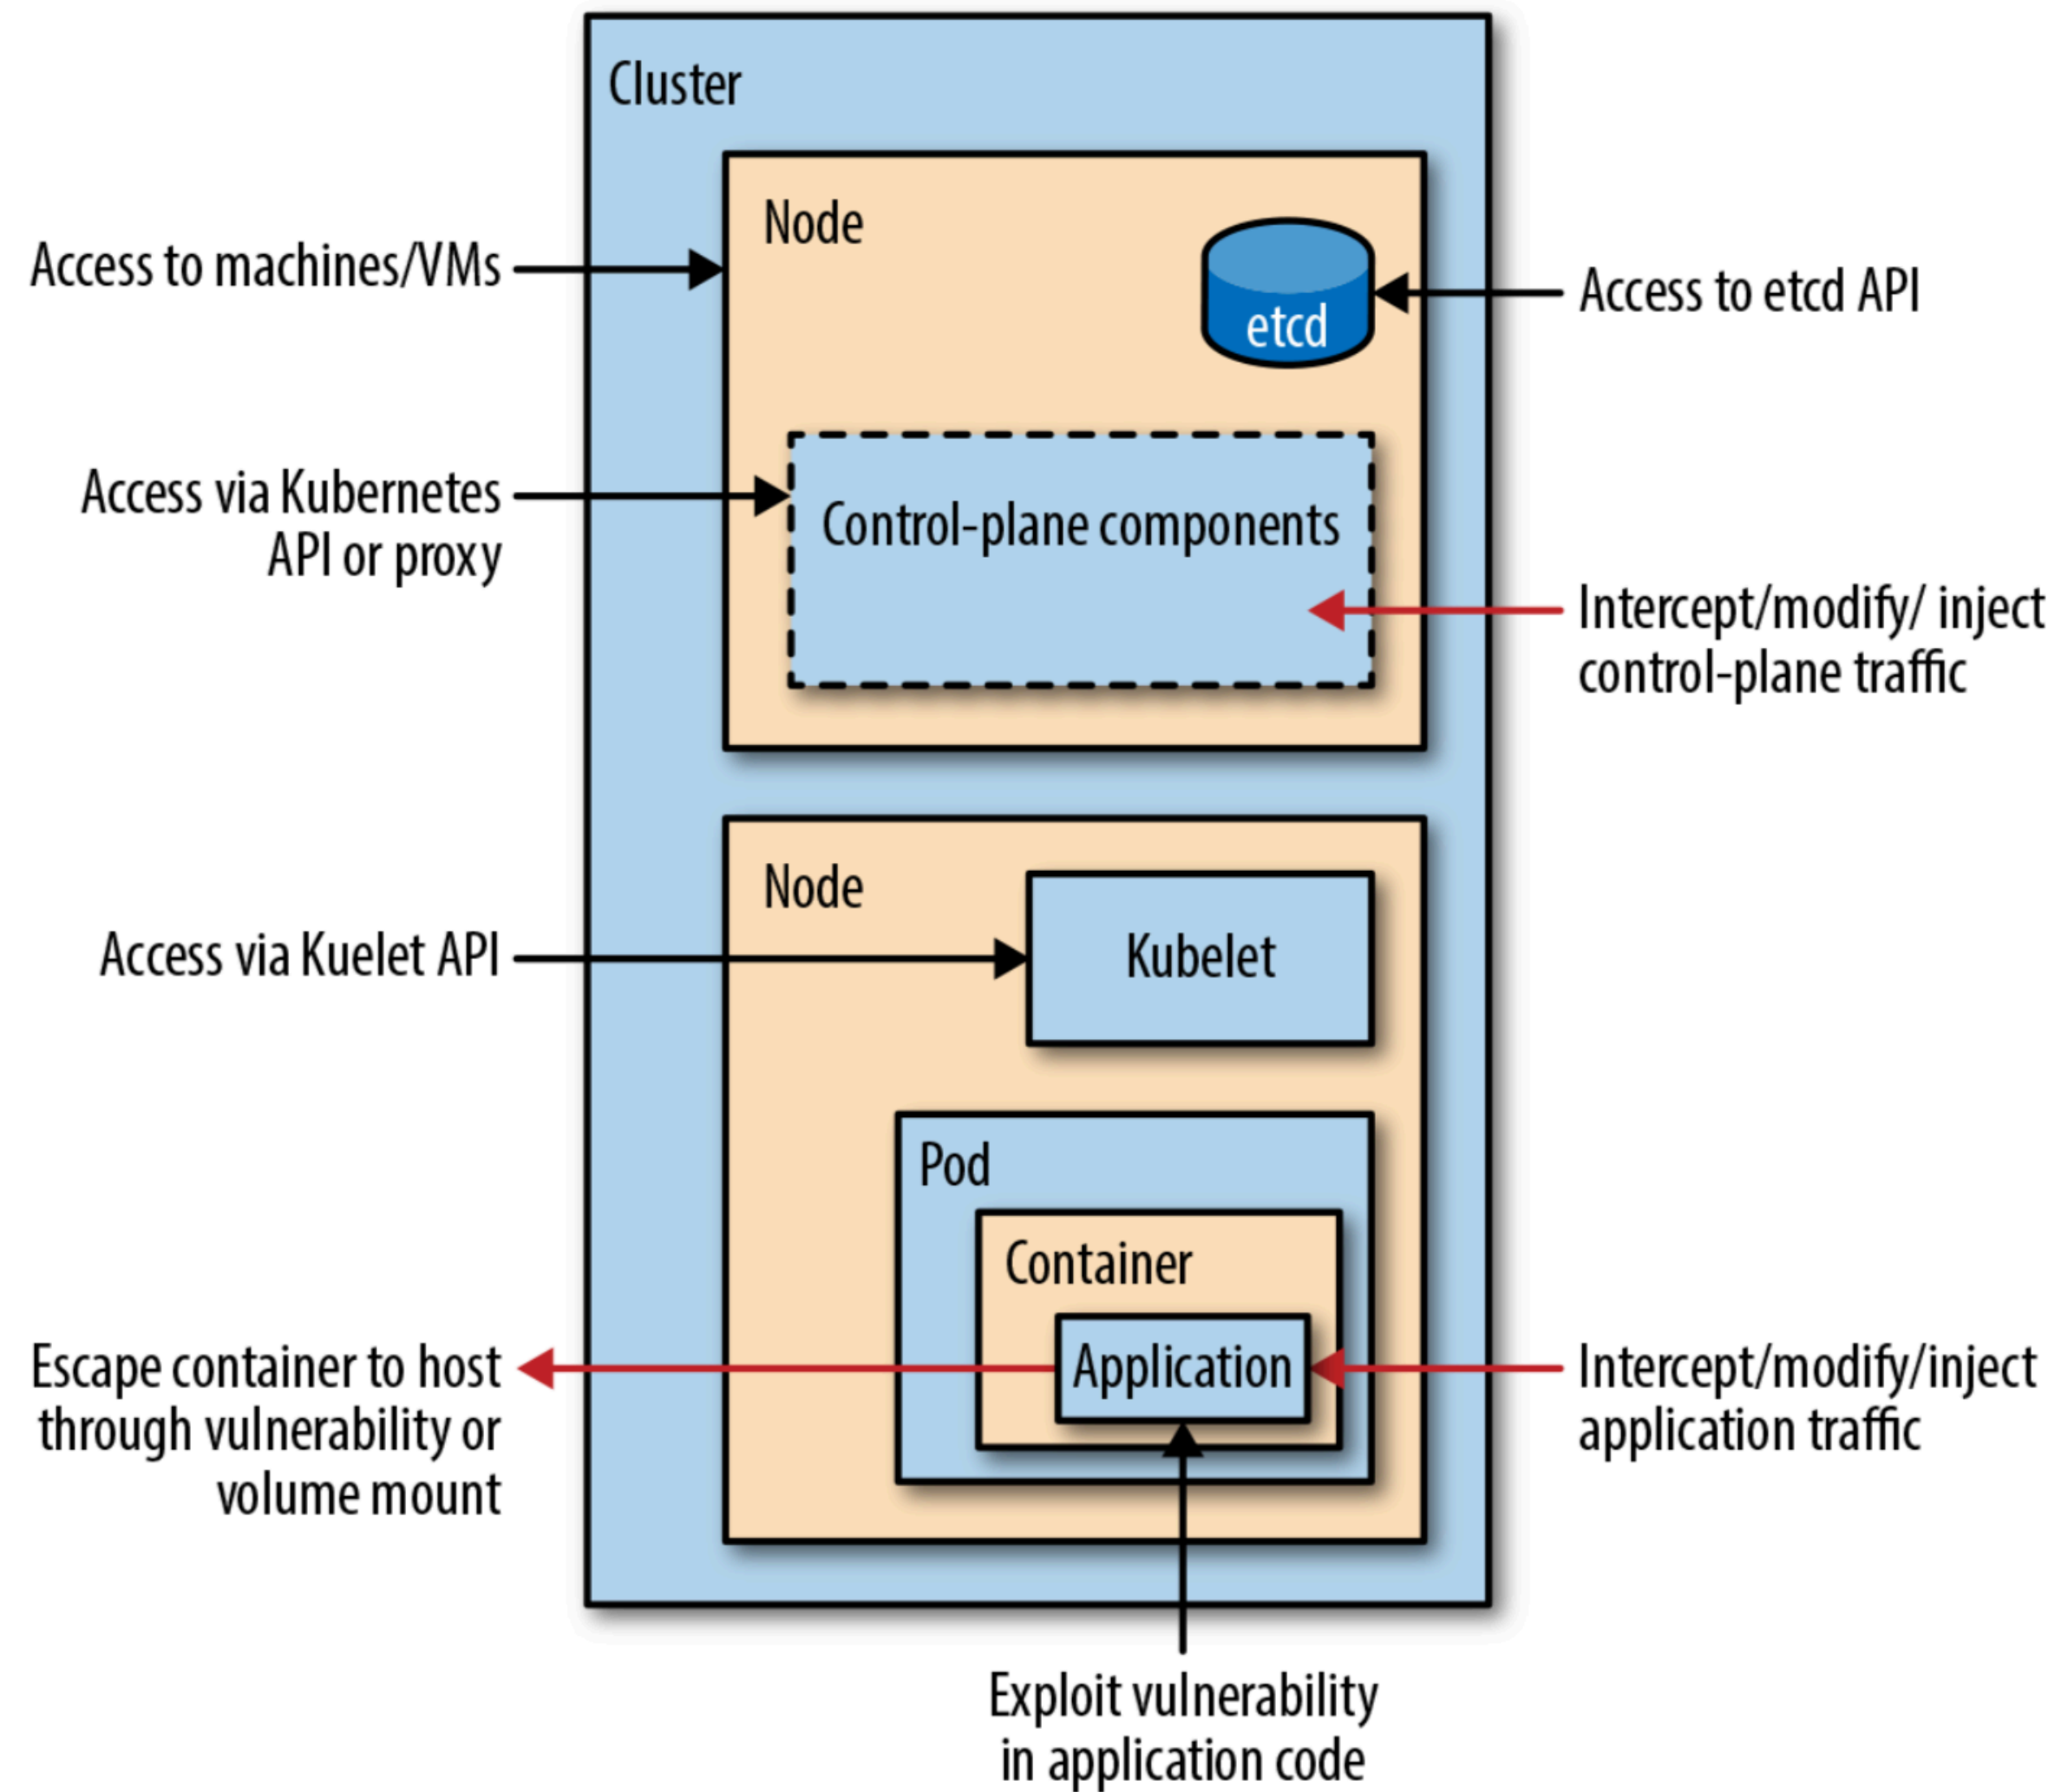 Cluster
Node
Access to machines/VMs
etcd
Access to etcd API
Access via Kubernetes
API or proxy
Control-plane components
Intercept/modify/ inject
control-plane traffic
Node
Access via Kuelet API
Kubelet
Pod
Container
Application
Escape container to host
through vulnerability or
volume mount
Intercept/modify/inject
application traffic
Exploit vulnerability
in application code